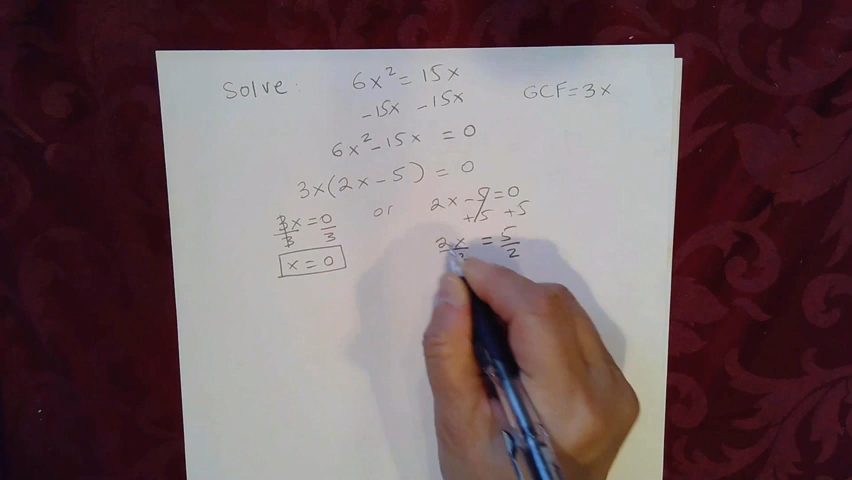 Solve: 6x² = 15x
GCF = 3x
-15x -15x
6x² - 15x = 0
3x(2x - 5) = 0
3x = 0 or 2x - 5 = 0
3 3 +5 +5
2x = 5
2 2
x = 0